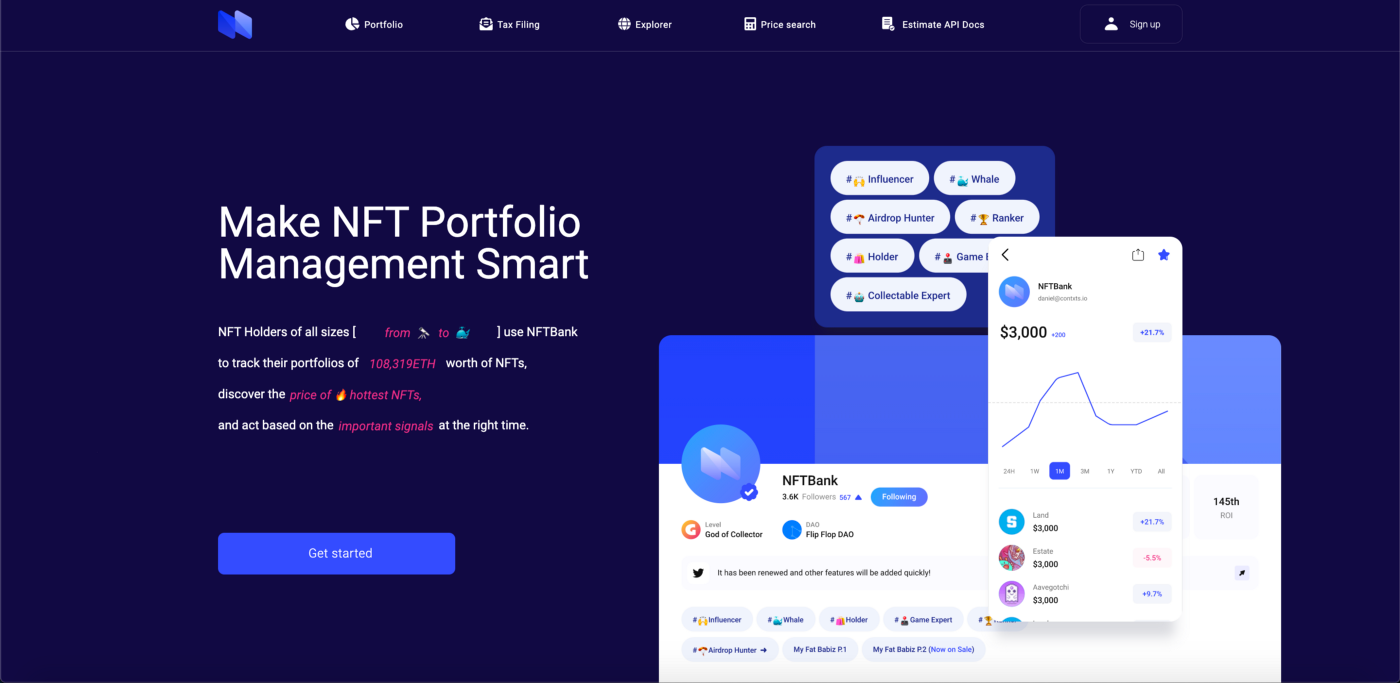 Portfolio
Tax Filing
Explorer
Price search
Estimate API Docs
Sign up
Make NFT Portfolio
Management Smart
NFT Holders of all sizes [ from 🔭 to 🐳 ] use NFTBank
to track their portfolios of 108,319ETH worth of NFTs,
discover the price of 🔥 hottest NFTs,
and act based on the important signals at the right time.
Get started
#🙌 Influencer
#🐳 Whale
#🪂 Airdrop Hunter
#🏆 Ranker
#🛍️ Holder
#🕹️ Game
#🤖 Collectable Expert
NFTBank
daniel@contxts.io
$3,000 +200
+21.7%
24H 1W 1M 3M 1Y YTD All
Land
$3,000
+21.7%
Estate
$3,000
-5.5%
Aavegotchi
$3,000
+9.7%
NFTBank
3.6K Followers 567 ▲
Following
Level
God of Collector
DAO
Flip Flop DAO
145th
ROI
It has been renewed and other features will be added quickly!
#🙌Influencer
#🐳Whale
#🛍️Holder
#🕹️Game Expert
#🏆
#🪂Airdrop Hunter ➜
My Fat Babiz P.1
My Fat Babiz P.2 (Now on Sale)